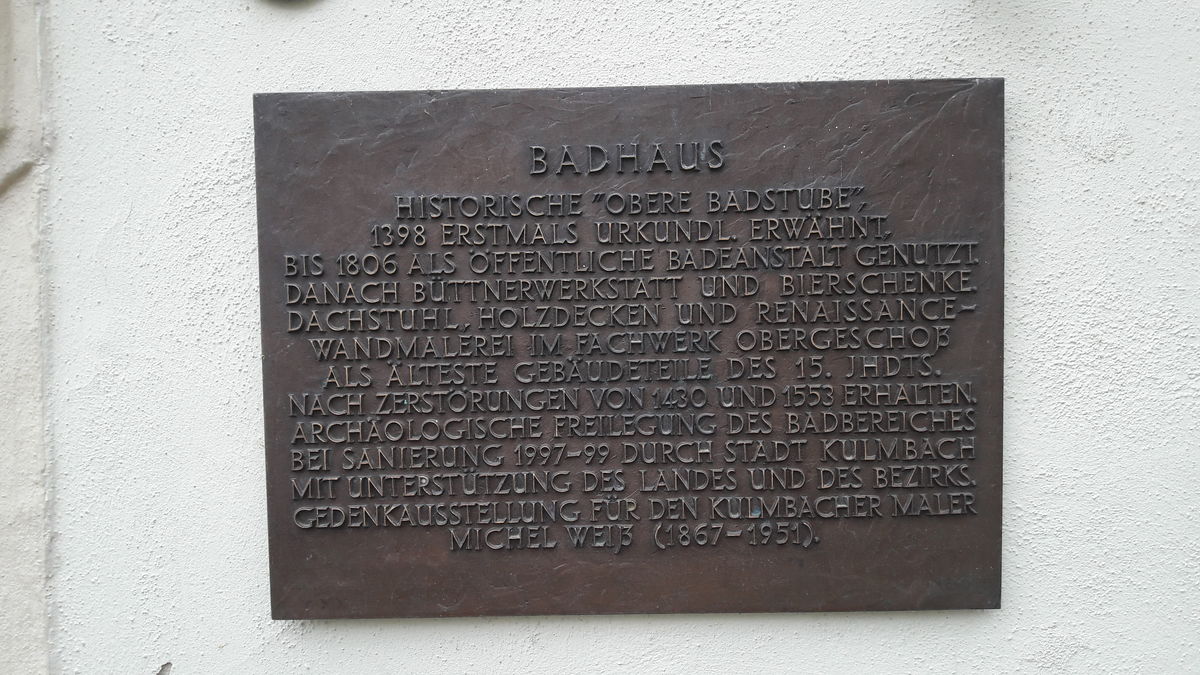 BADHAUS
HISTORISCHE "OBERE BADSTUBE",
1398 ERSTMALS URKUNDL. ERWÄHNT,
BIS 1806 ALS ÖFFENTLICHE BADEANSTALT GENUTZT.
DANACH BÜTTNERWERKSTATT UND BIERSCHENKE.
DACHSTUHL, HOLZDECKEN UND RENAISSANCE-
WANDMALEREI IM FACHWERK OBERGESCHOẞ
ALS ÄLTESTE GEBÄUDETEILE DES 15. JHDTS.
NACH ZERSTÖRUNGEN VON 1430 UND 1553 ERHALTEN.
ARCHÄOLOGISCHE FREILEGUNG DES BADBEREICHES
BEI SANIERUNG 1997-99 DURCH STADT KULMBACH
MIT UNTERSTÜTZUNG DES LANDES UND DES BEZIRKS.
GEDENKAUSSTELLUNG FÜR DEN KULMBACHER MALER
MICHEL WEIẞ (1867-1951).